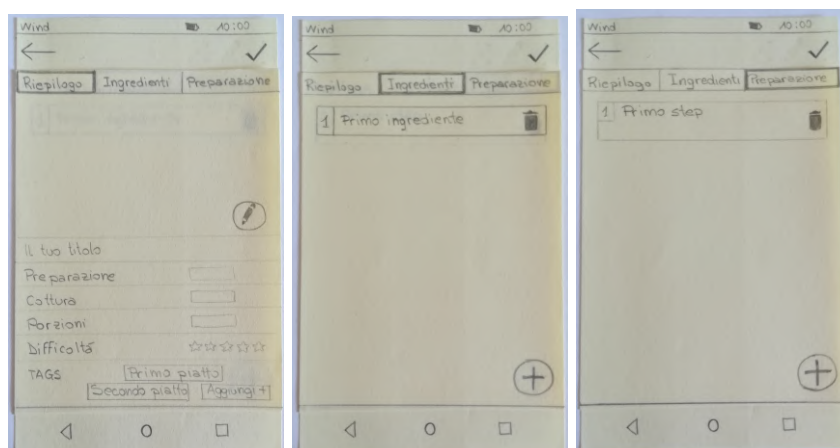 Wind 10:00
Riepilogo Ingredienti Preparazione
Il tuo titolo
Preparazione
Cottura
Porzioni
Difficoltà
TAGS Primo piatto
Secondo piatto Aggiungi +
Wind 10:00
Riepilogo Ingredienti Preparazione
1 Primo ingrediente
+
Wind 10:00
Riepilogo Ingredienti Preparazione
1 Primo step
+